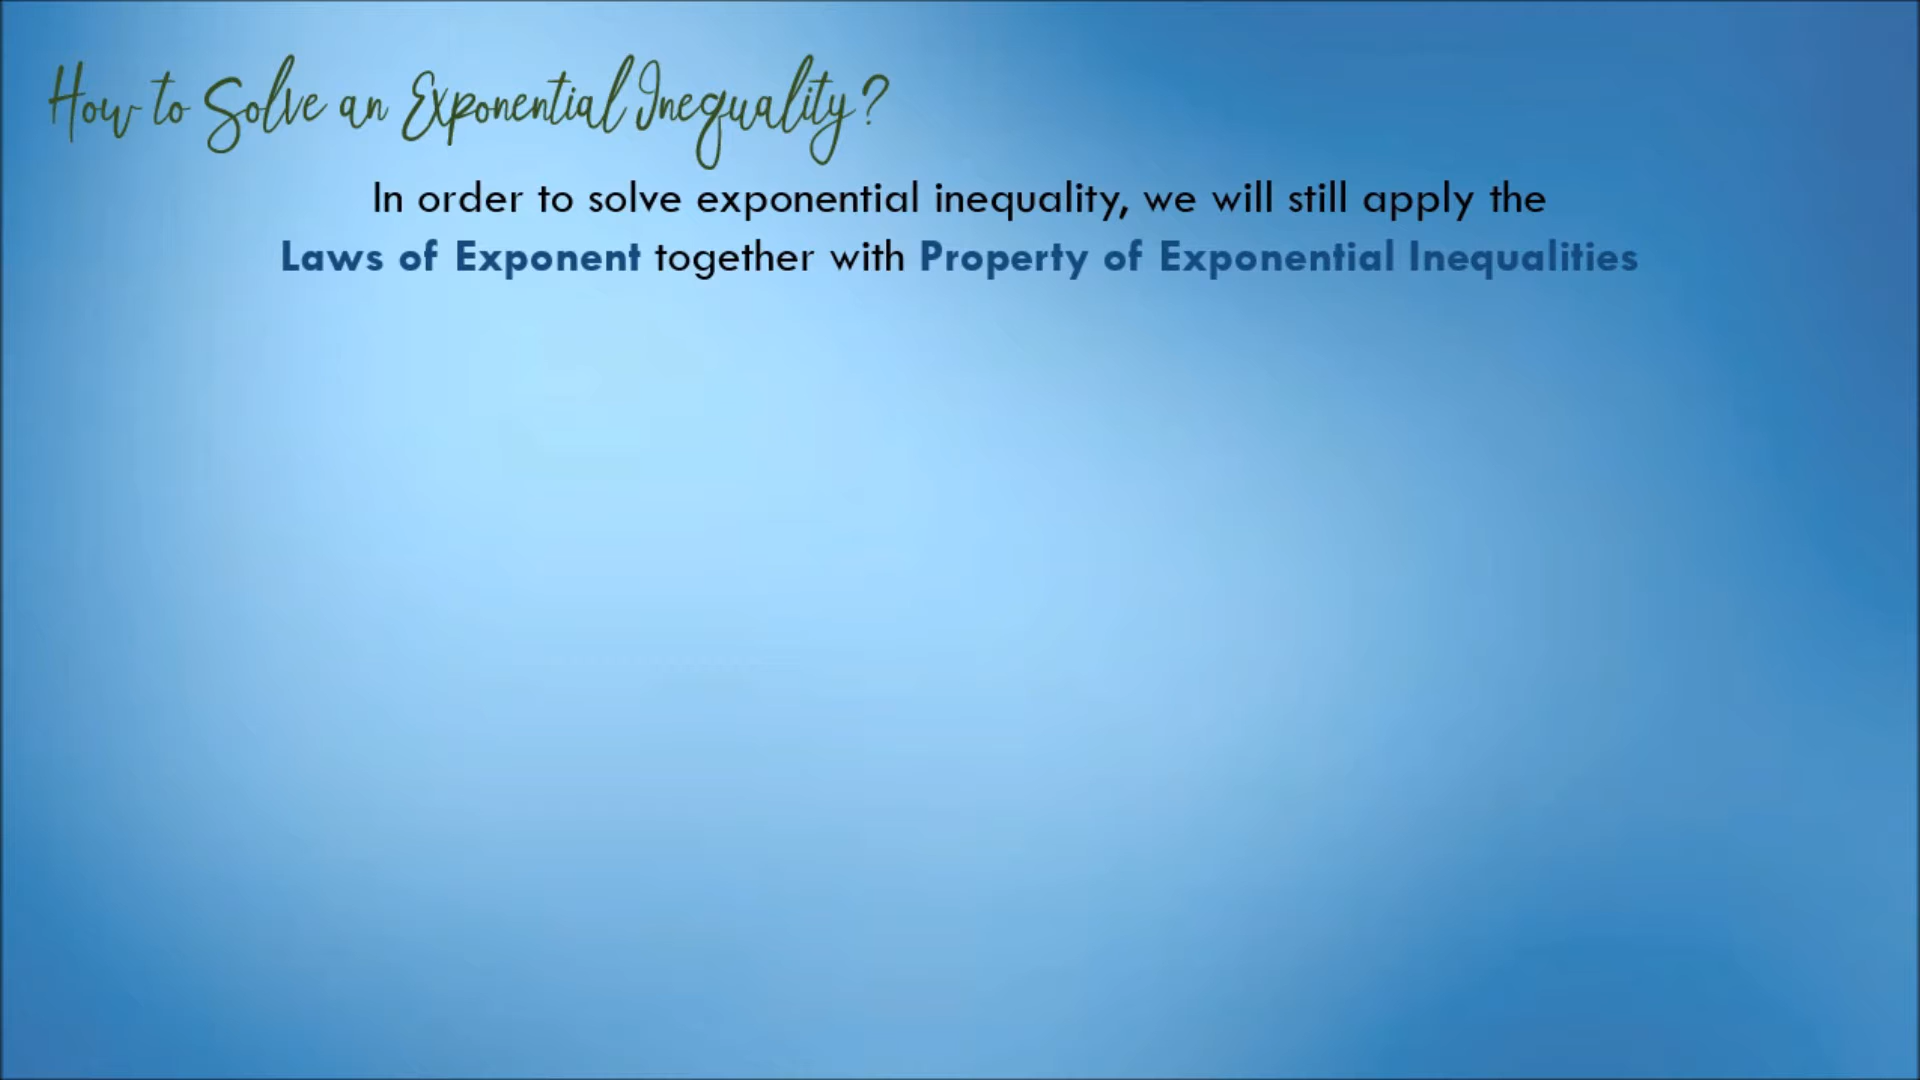 How to Solve an Exponential Inequality?
In order to solve exponential inequality, we will still apply the
Laws of Exponent together with Property of Exponential Inequalities